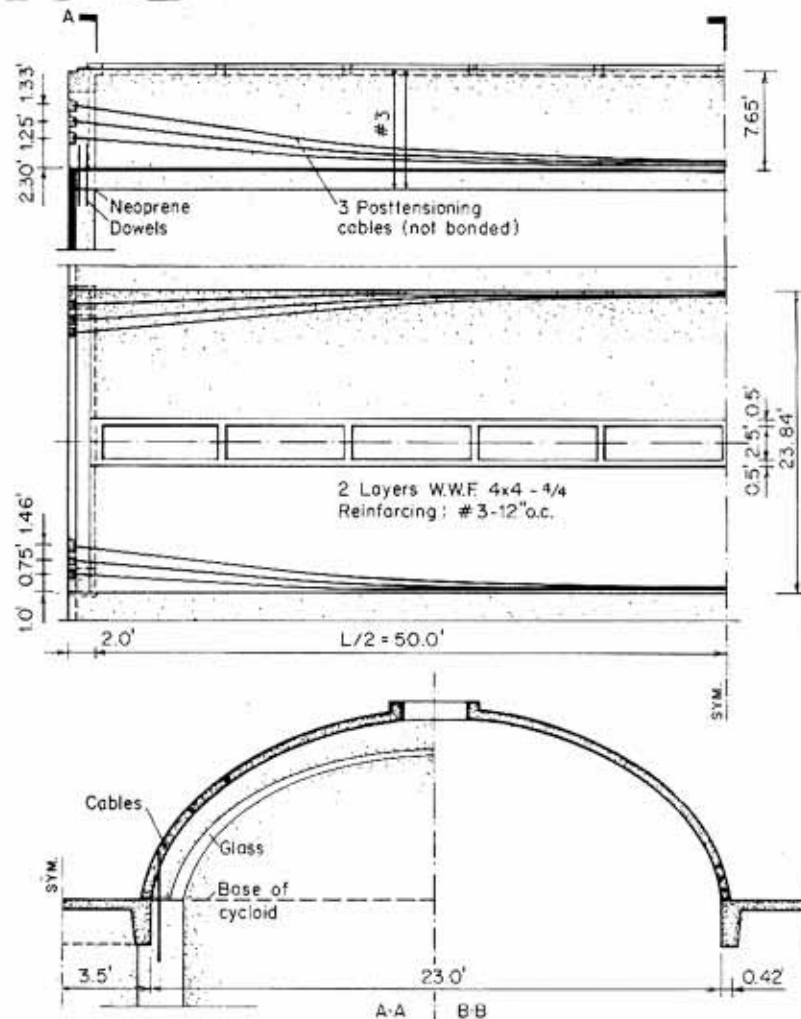 A
1.33'
1.25'
2.30'
#3
7.65'
Neoprene
Dowels
3 Posttensioning
cables (not bonded)
0.5'
2.5'
0.5'
23.84'
2 Layers W.W.F. 4x4 - 4/4
Reinforcing: #3-12" o.c.
1.46'
0.75'
1.0'
2.0'
L/2 = 50.0'
SYM.
Cables
Glass
SYM.
Base of
cycloid
3.5'
23.0'
0.42'
A-A
B-B